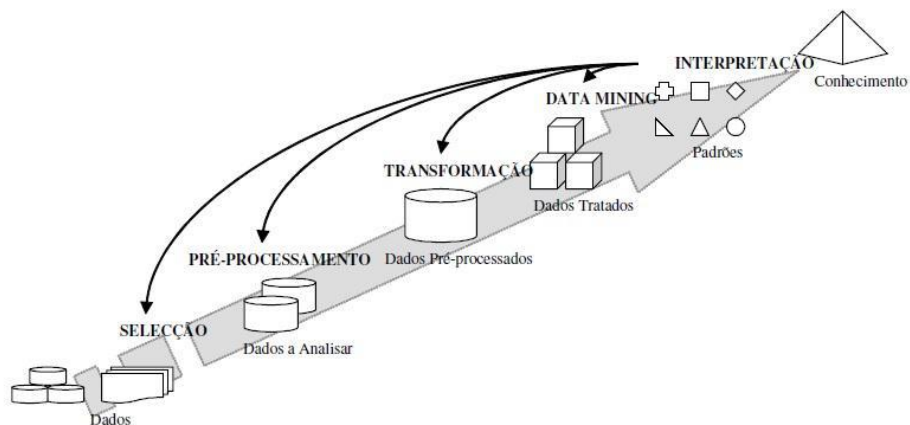 INTERPRETAÇÃO
Conhecimento
DATA MINING
Padrões
TRANSFORMAÇÃO
Dados Tratados
PRÉ-PROCESSAMENTO
Dados Pré-processados
SELECÇÃO
Dados a Analisar
Dados